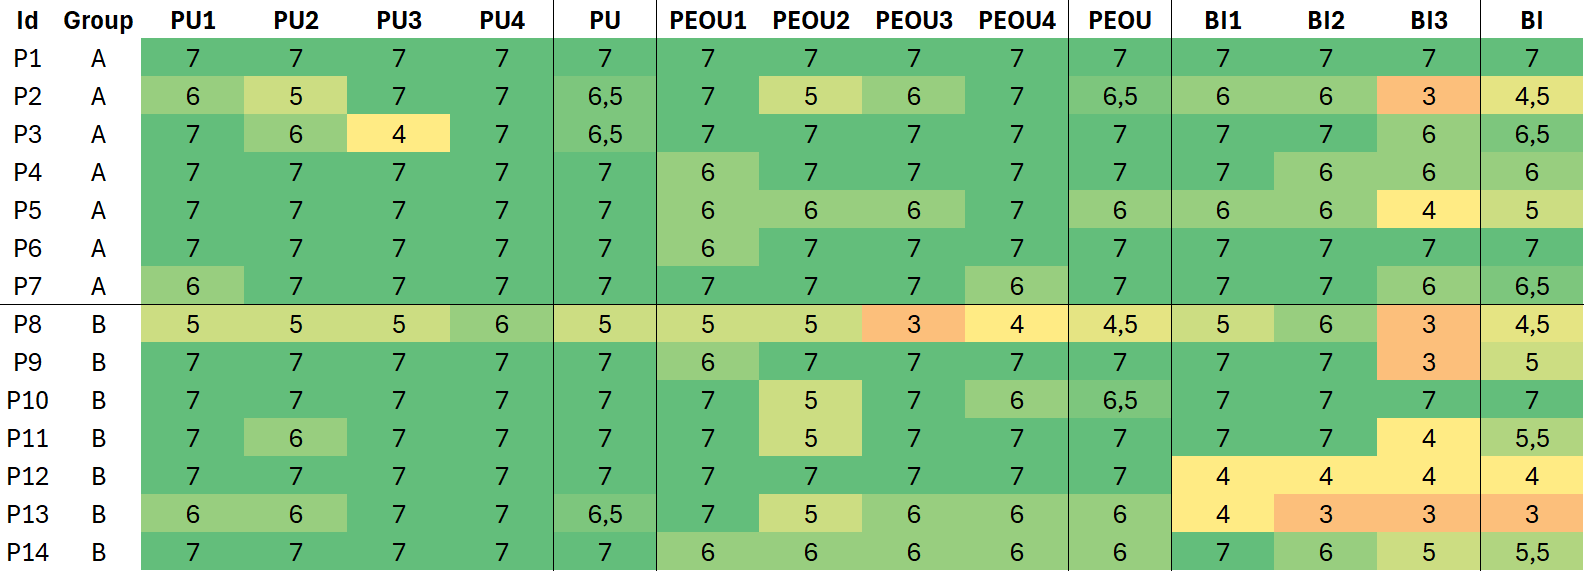 Id Group PU1 PU2 PU3 PU4 PU PEOU1 PEOU2 PEOU3 PEOU4 PEOU BI1 BI2 BI3 BI
P1 A 7 7 7 7 7 7 7 7 7 7 7 7 7 7
P2 A 6 5 7 7 6,5 7 5 6 7 6,5 6 6 3 4,5
P3 A 7 6 4 7 6,5 7 7 7 7 7 7 7 6 6,5
P4 A 7 7 7 7 7 6 7 7 7 7 7 6 6 6
P5 A 7 7 7 7 7 6 6 6 7 6 6 6 4 5
P6 A 7 7 7 7 7 6 7 7 7 7 7 7 7 7
P7 A 6 7 7 7 7 7 7 7 6 7 7 7 6 6,5
P8 B 5 5 5 6 5 5 5 3 4 4,5 5 6 3 4,5
P9 B 7 7 7 7 7 6 7 7 7 7 7 7 3 5
P10 B 7 7 7 7 7 7 5 7 6 6,5 7 7 7 7
P11 B 7 6 7 7 7 7 5 7 7 7 7 7 4 5,5
P12 B 7 7 7 7 7 7 7 7 7 7 4 4 4 4
P13 B 6 6 7 7 6,5 7 5 6 6 6 4 3 3 3
P14 B 7 7 7 7 7 6 6 6 6 6 7 6 5 5,5